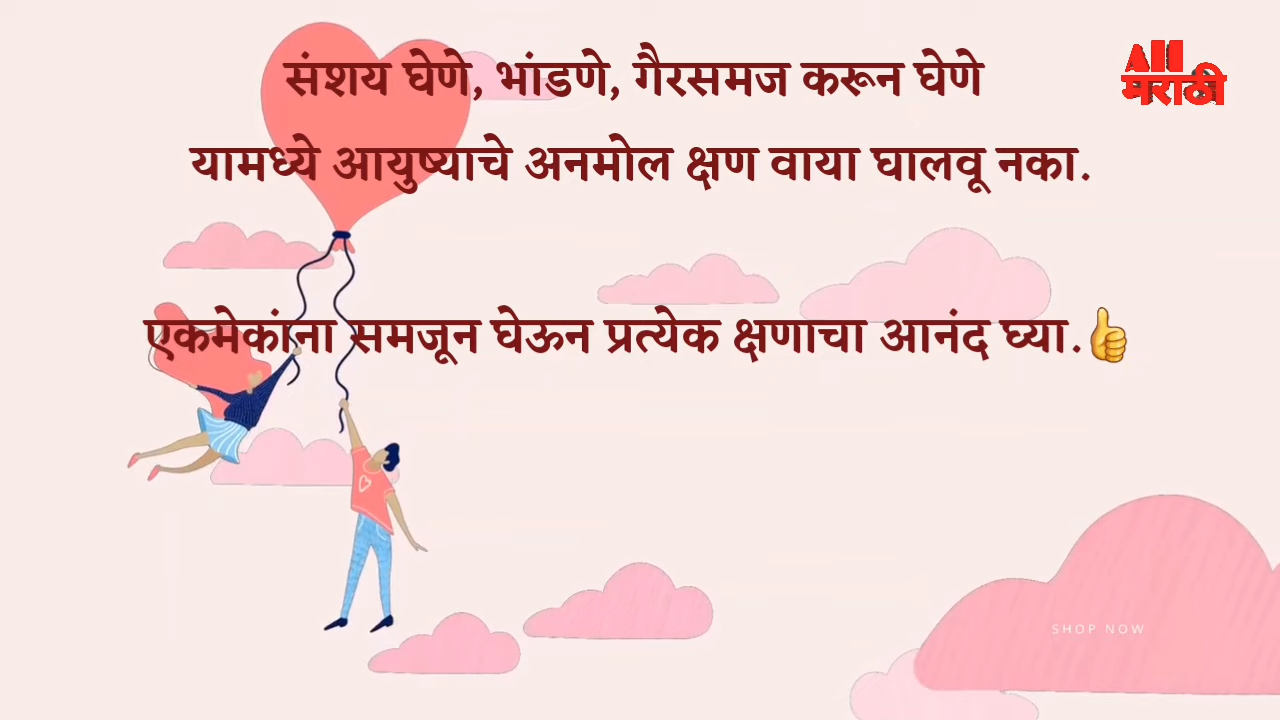 संशय घेणे, भांडणे, गैरसमज करून घेणे
All
मराठी
यामध्ये आयुष्याचे अनमोल क्षण वाया घालवू नका.
एकमेकांना समजून घेऊन प्रत्येक क्षणाचा आनंद घ्या.👍
SHOP NOW